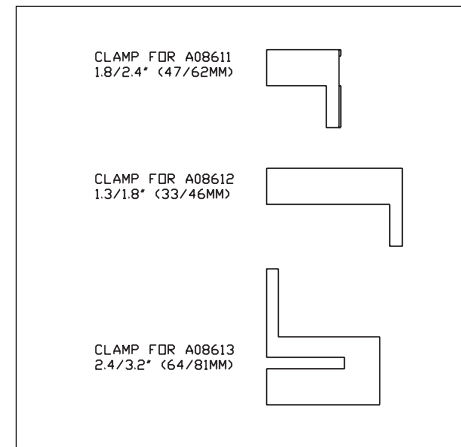 CLAMP FOR A08611
1.8/2.4" (47/62MM)
CLAMP FOR A08612
1.3/1.8" (33/46MM)
CLAMP FOR A08613
2.4/3.2" (64/81MM)